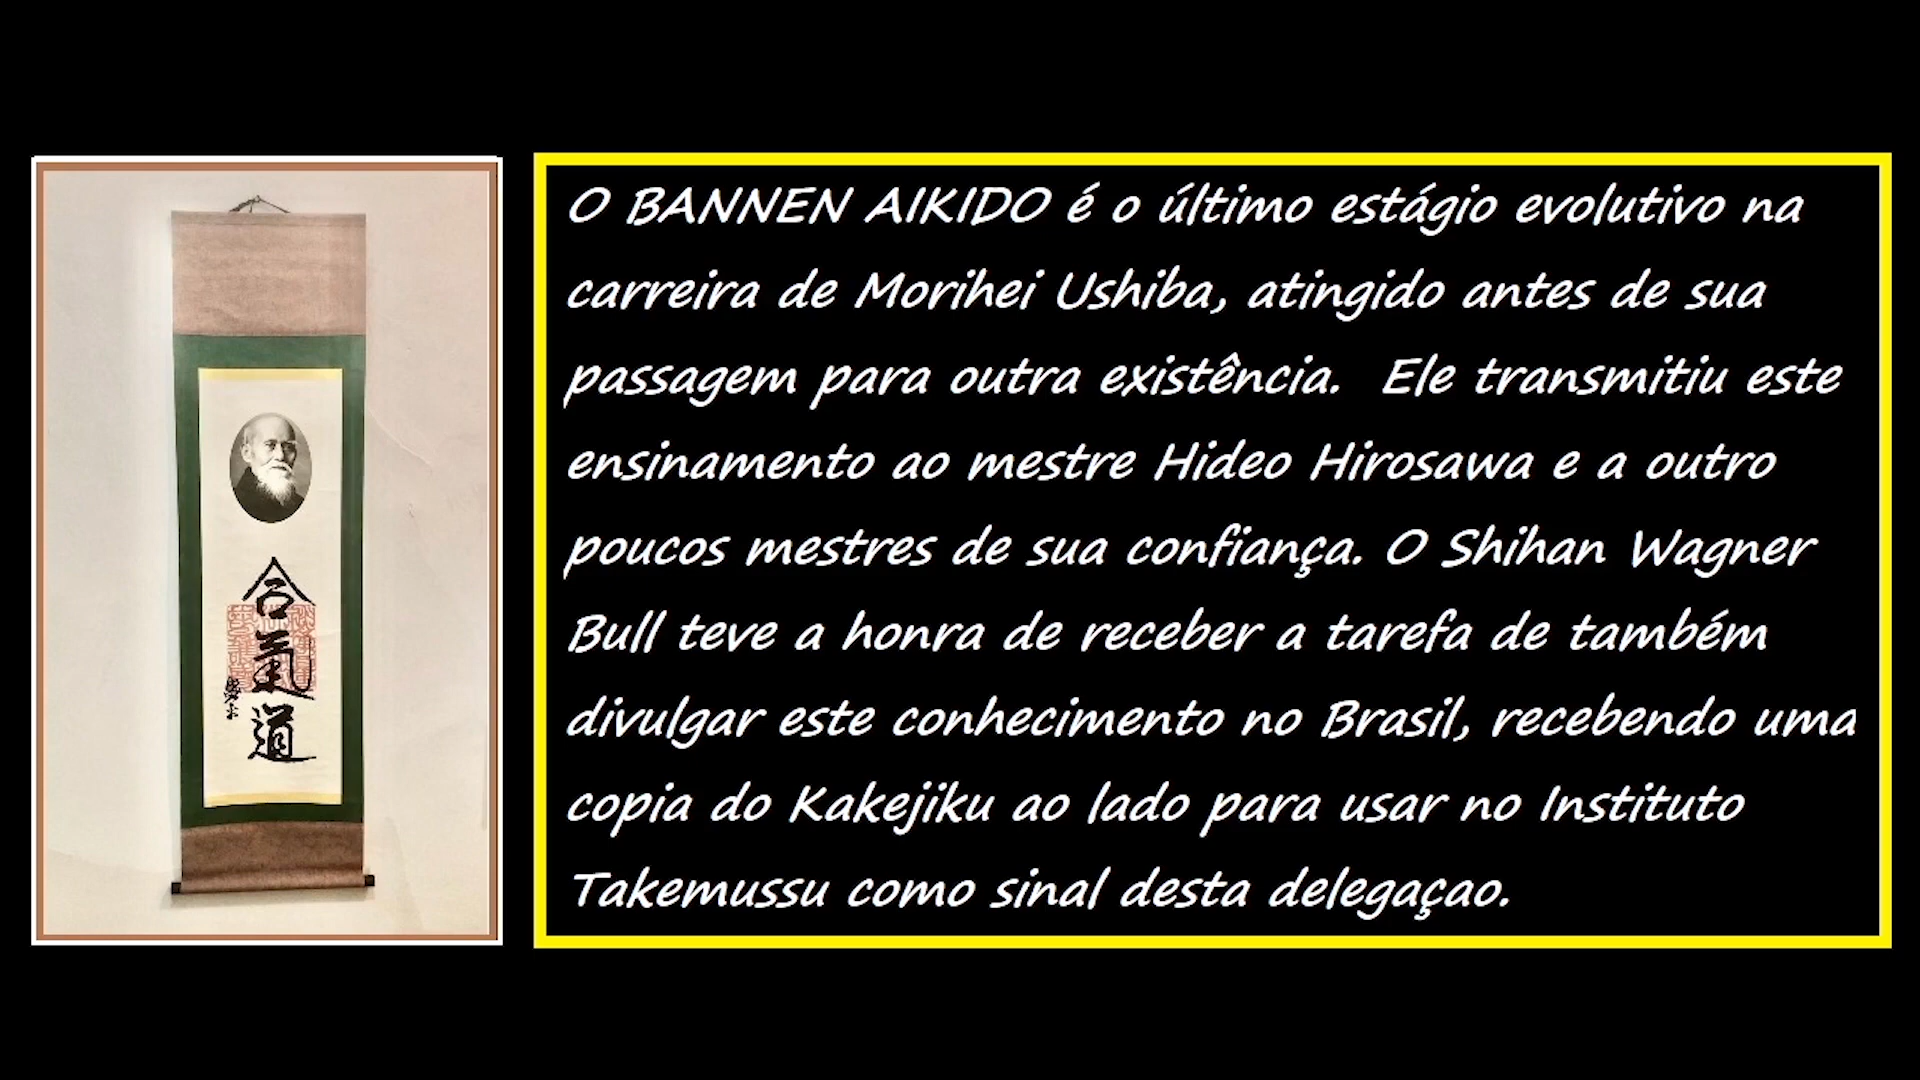 合氣道
O BANNEN AIKIDO é o último estágio evolutivo na
carreira de Morihei Ushiba, atingido antes de sua
passagem para outra existência. Ele transmitiu este
ensinamento ao mestre Hideo Hirosawa e a outro
poucos mestres de sua confiança. O Shihan Wagner
Bull teve a honra de receber a tarefa de também
divulgar este conhecimento no Brasil, recebendo uma
copia do Kakejiku ao lado para usar no Instituto
Takemussu como sinal desta delegaçao.